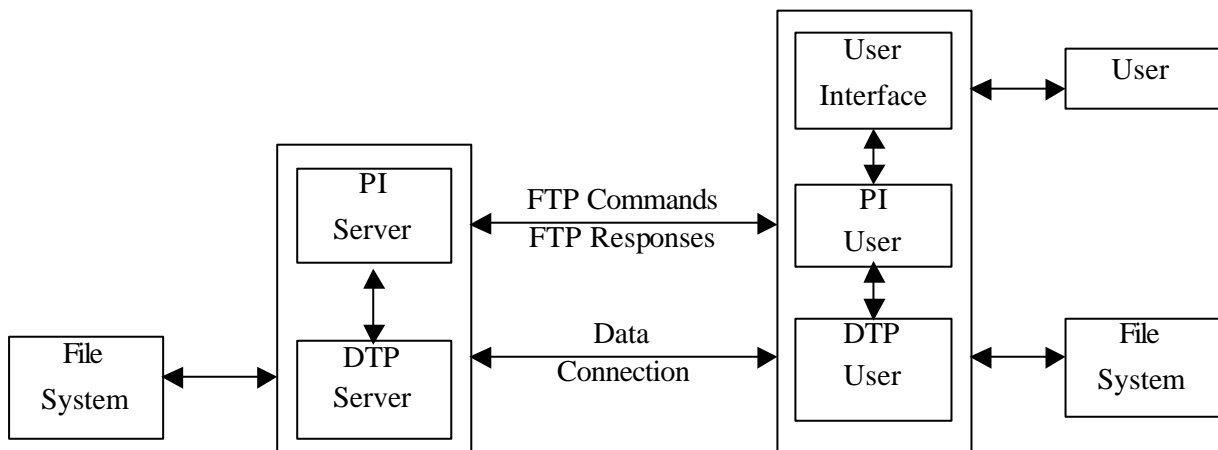 User
Interface
User
PI
Server
FTP Commands
FTP Responses
PI
User
File
System
DTP
Server
Data
Connection
DTP
User
File
System